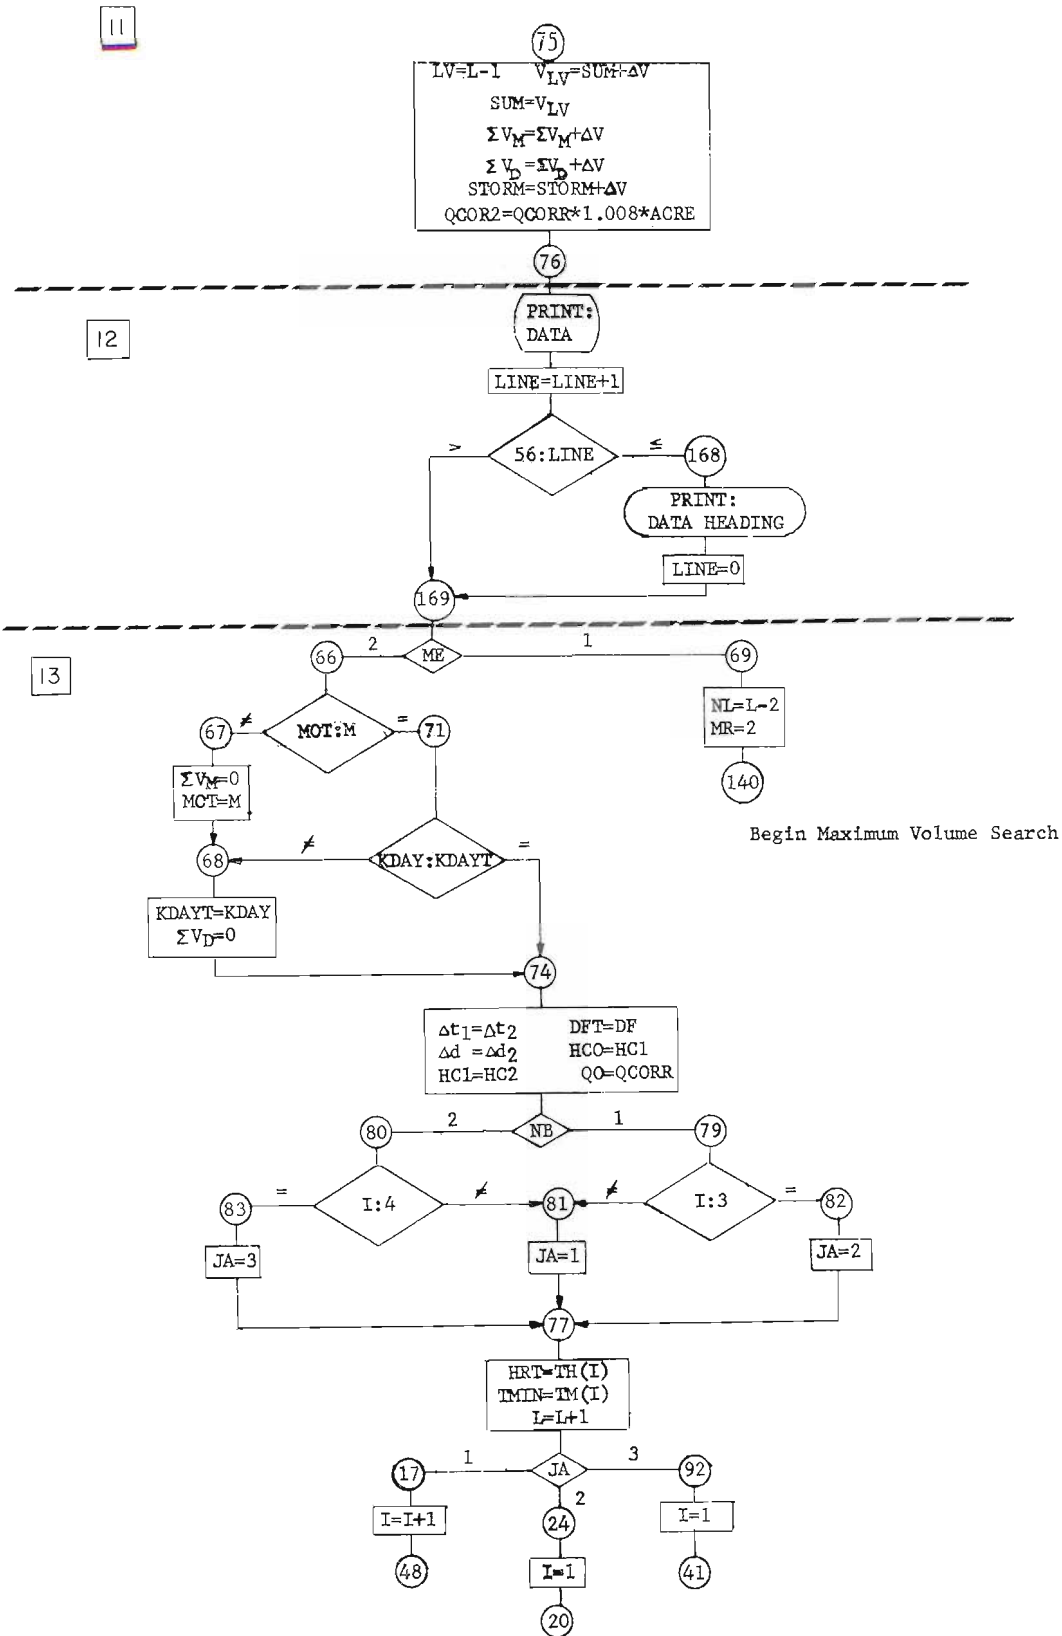 11
75
LV=L-1 V_LV=SUM+ΔV
SUM=V_LV
ΣV_M=ΣV_M+ΔV
ΣV_D=ΣV_D+ΔV
STORM=STORM+ΔV
QCOR2=QCORR*1.008*ACRE
76
12
PRINT:
DATA
LINE=LINE+1
> 56:LINE ≤ 168
PRINT:
DATA HEADING
LINE=0
169
13
66 2 ME 1 69
NL=L-2
MR=2
67 ≠ MOT:M = 71
ΣV_M=0
MOT=M
140
Begin Maximum Volume Search
68 ≠ KDAY:KDAYT =
KDAYT=KDAY
ΣV_D=0
74
Δt1=Δt2 DFT=DF
Δd =Δd2 HCO=HC1
HC1=HC2 QO=QCORR
80 2 NB 1 79
83 = I:4 ≠ 81 ≠ I:3 = 82
JA=3 JA=1 JA=2
77
HRT=TH(I)
TMIN=TM(I)
L=L+1
17 1 JA 3 92
2
I=I+1 24 I=1
48 I=1 41
20